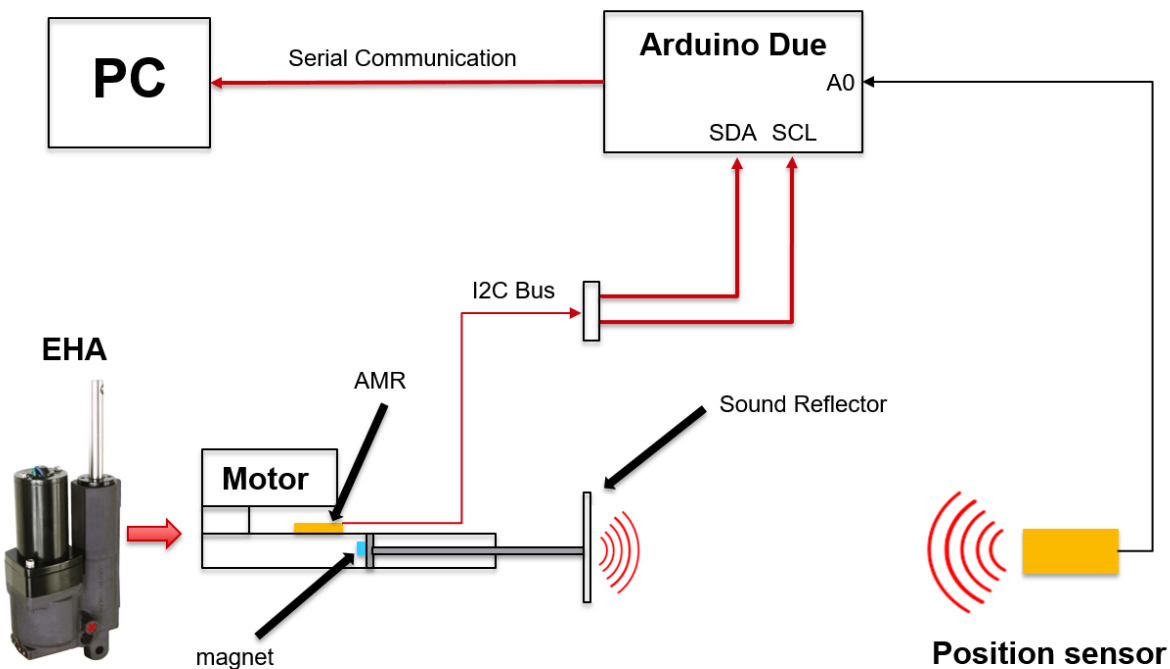 Arduino Due
PC
Serial Communication
A0
SDA
SCL
I2C Bus
EHA
AMR
Sound Reflector
Motor
magnet
Position sensor